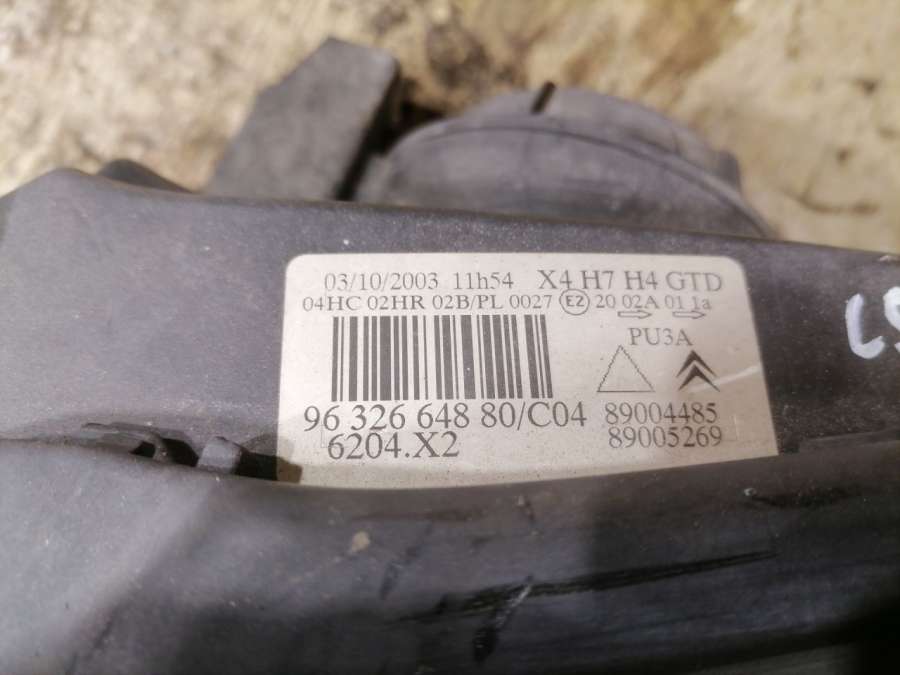 03/10/2003 11h54 X4 H7 H4 GTD
04HC 02HR 02B/PL 0027 E2 20 02A 01 1a
PU3A
96 326 648 80/C04 89004485
6204.X2 89005269